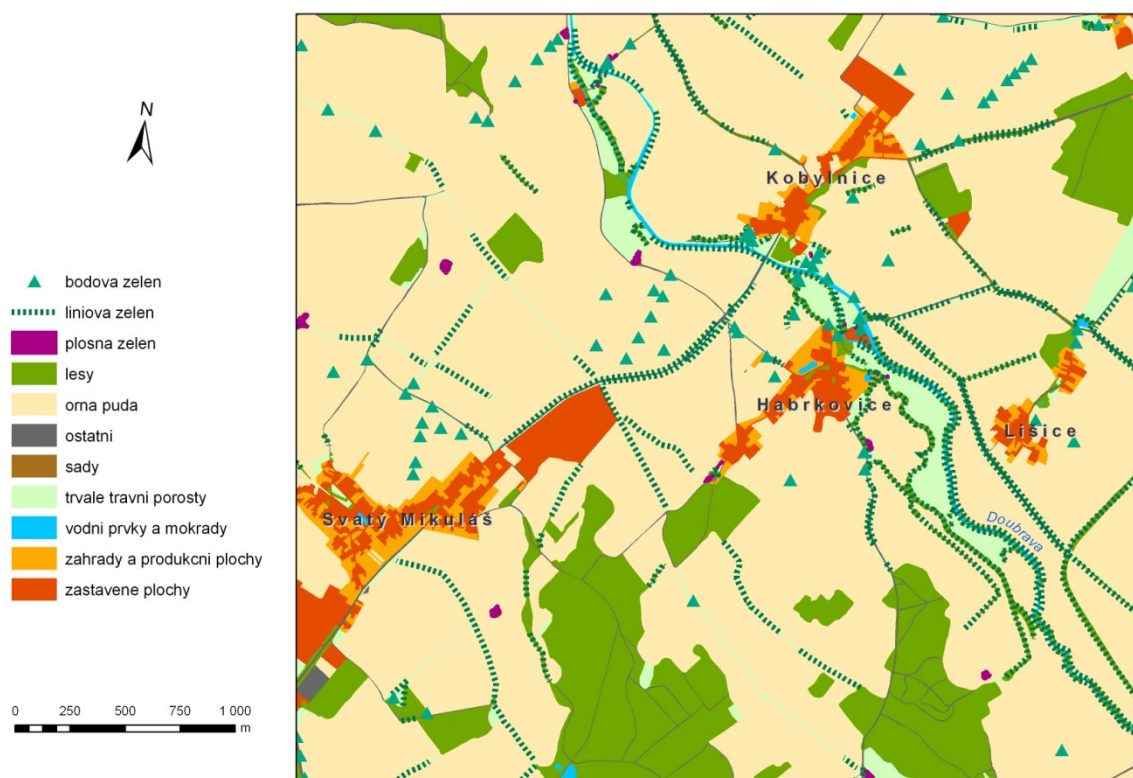 N
bodova zelen
liniova zelen
plosna zelen
lesy
orna puda
ostatni
sady
trvale travni porosty
vodni prvky a mokrady
zahrady a produkcni plochy
zastavene plochy
0 250 500 750 1 000
m
Kobylnice
Habrkovice
Lišice
Svatý Mikuláš
Doubrava